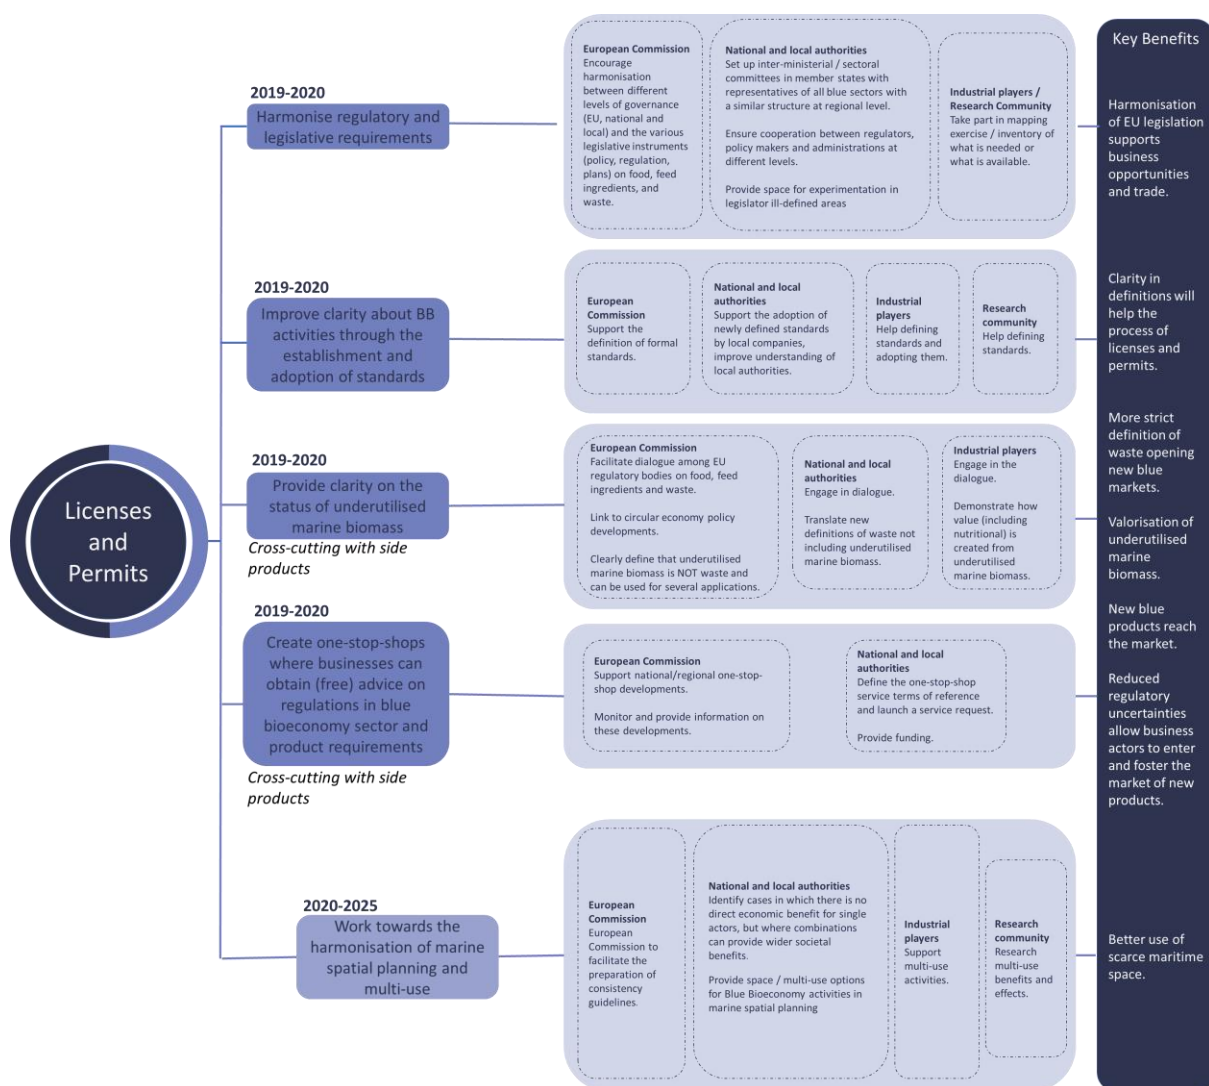 Licenses
and
Permits
2019-2020
Harmonise regulatory and
legislative requirements
European Commission
Encourage
harmonisation
between different
levels of governance
(EU, national and
local) and the various
legislative instruments
(policy, regulation,
plans) on food, feed
ingredients, and
waste.
National and local authorities
Set up inter-ministerial / sectoral
committees in member states with
representatives of all blue sectors with
a similar structure at regional level.
Ensure cooperation between regulators,
policy makers and administrations at
different levels.
Provide space for experimentation in
legislator ill-defined areas
Industrial players /
Research Community
Take part in mapping
exercise / inventory of
what is needed or
what is available.
2019-2020
Improve clarity about BB
activities through the
establishment and
adoption of standards
European
Commission
Support the
definition of formal
standards.
National and local
authorities
Support the adoption of
newly defined standards
by local companies,
improve understanding of
local authorities.
Industrial
players
Help defining
standards and
adopting them.
Research
community
Help defining
standards.
2019-2020
Provide clarity on the
status of underutilised
marine biomass
Cross-cutting with side
products
European Commission
Facilitate dialogue among EU
regulatory bodies on food, feed
ingredients and waste.
Link to circular economy policy
developments.
Clearly define that underutilised
marine biomass is NOT waste and
can be used for several applications.
National and local
authorities
Engage in dialogue.
Translate new
definitions of waste not
including underutilised
marine biomass.
Industrial players
Engage in the
dialogue.
Demonstrate how
value (including
nutritional) is
created from
underutilised
marine biomass.
2019-2020
Create one-stop-shops
where businesses can
obtain (free) advice on
regulations in blue
bioeconomy sector and
product requirements
Cross-cutting with side
products
European Commission
Support national/regional one-stop-
shop developments.
Monitor and provide information on
these developments.
National and local
authorities
Define the one-stop-shop
service terms of reference
and launch a service request.
Provide funding.
2020-2025
Work towards the
harmonisation of marine
spatial planning and
multi-use
European
Commission
European
Commission to
facilitate the
preparation of
consistency
guidelines.
National and local authorities
Identify cases in which there is no
direct economic benefit for single
actors, but where combinations
can provide wider societal
benefits.
Provide space / multi-use options
for Blue Bioeconomy activities in
marine spatial planning
Industrial
players
Support
multi-use
activities.
Research
community
Research
multi-use
benefits and
effects.
Key Benefits
Harmonisation
of EU legislation
supports
business
opportunities
and trade.
Clarity in
definitions will
help the
process of
licenses and
permits.
More strict
definition of
waste opening
new blue
markets.
Valorisation of
underutilised
marine
biomass.
New blue
products reach
the market.
Reduced
regulatory
uncertainties
allow business
actors to enter
and foster the
market of new
products.
Better use of
scarce maritime
space.